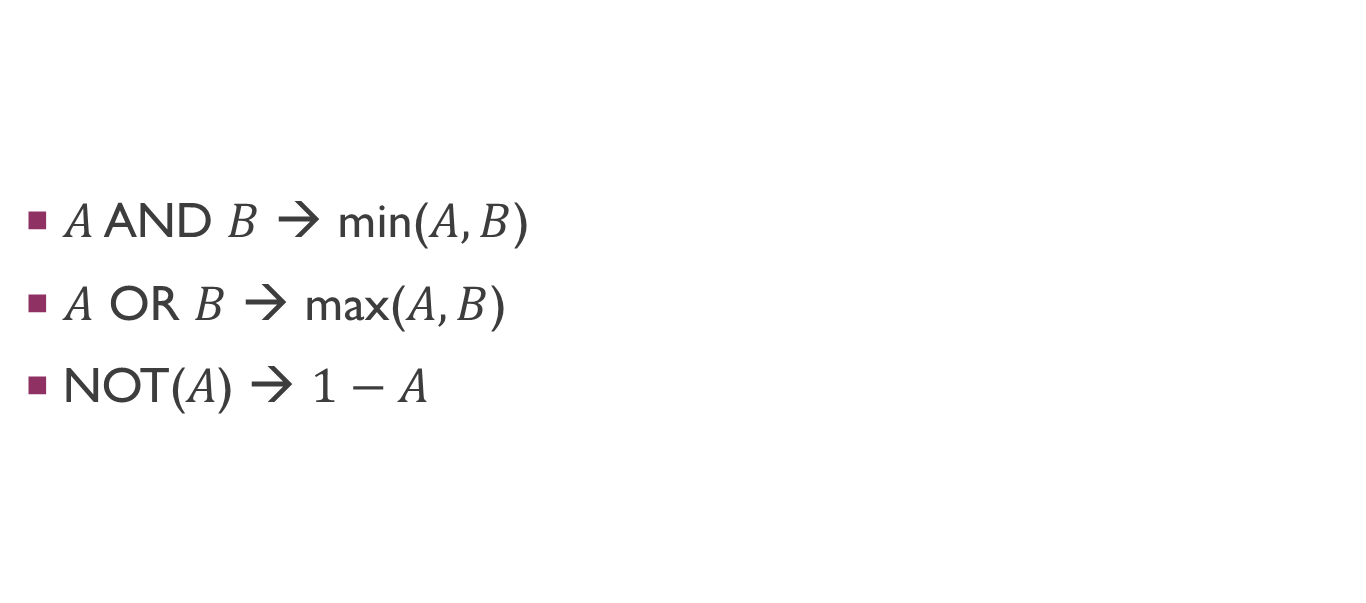 ▪ A AND B → min(A, B)
▪ A OR B → max(A, B)
▪ NOT(A) → 1 − A